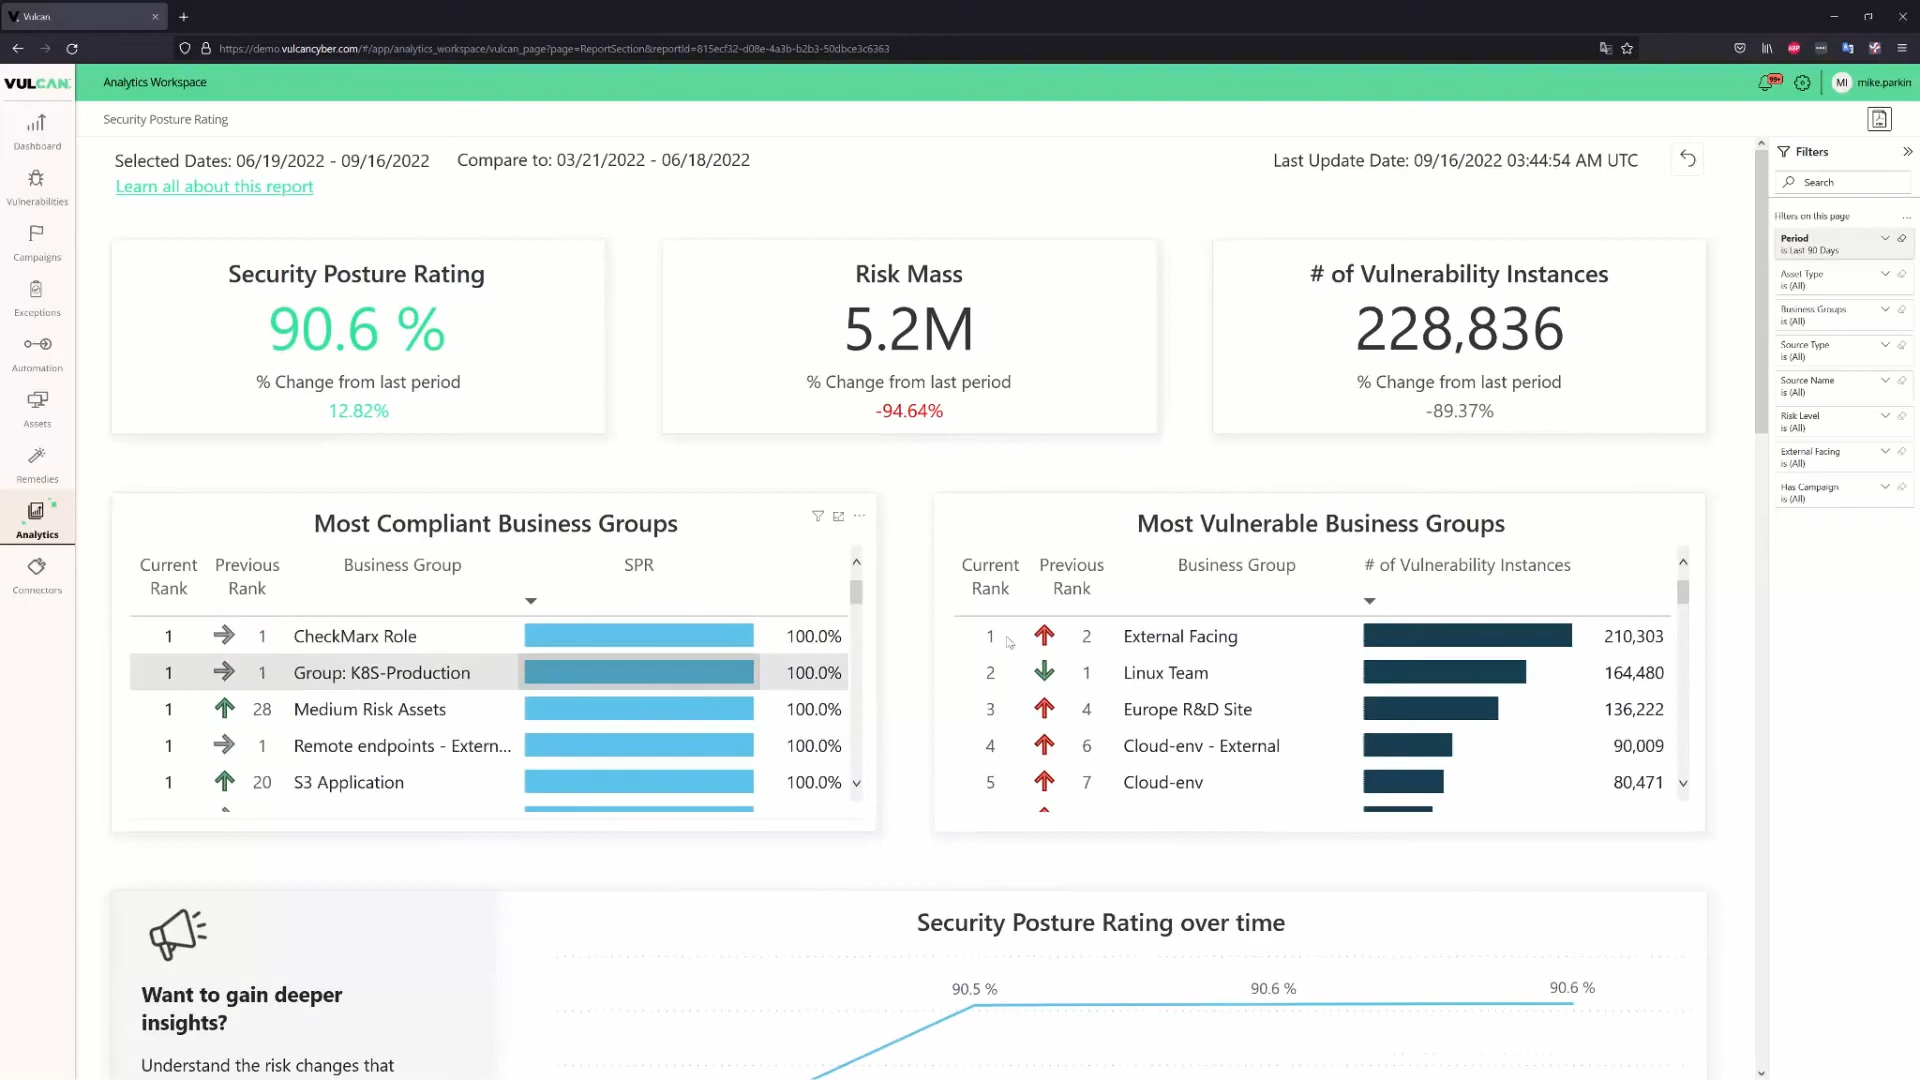 Vulcan
https://demo.vulcancyber.com/#/app/analytics_workspace/vulcan_page?page=ReportSection&reportId=815ecf32-d08e-4a3b-b2b3-50dbce3c6363
VULCAN
Analytics Workspace
99+
MI mike.parkin
Security Posture Rating
Dashboard
Vulnerabilities
Campaigns
Exceptions
Automation
Assets
Remedies
Analytics
Connectors
Selected Dates: 06/19/2022 - 09/16/2022 Compare to: 03/21/2022 - 06/18/2022 Last Update Date: 09/16/2022 03:44:54 AM UTC
Learn all about this report
Security Posture Rating
90.6 %
% Change from last period
12.82%
Risk Mass
5.2M
% Change from last period
-94.64%
# of Vulnerability Instances
228,836
% Change from last period
-89.37%
Most Compliant Business Groups
Current Rank Previous Rank Business Group SPR
1 1 CheckMarx Role 100.0%
1 1 Group: K8S-Production 100.0%
1 28 Medium Risk Assets 100.0%
1 1 Remote endpoints - Extern... 100.0%
1 20 S3 Application 100.0%
Most Vulnerable Business Groups
Current Rank Previous Rank Business Group # of Vulnerability Instances
1 2 External Facing 210,303
2 1 Linux Team 164,480
3 4 Europe R&D Site 136,222
4 6 Cloud-env - External 90,009
5 7 Cloud-env 80,471
Want to gain deeper
insights?
Understand the risk changes that
Security Posture Rating over time
90.5 % 90.6 % 90.6 %
Filters
Search
Filters on this page
Period
is Last 90 Days
Asset Type
is (All)
Business Groups
is (All)
Source Type
is (All)
Source Name
is (All)
Risk Level
is (All)
External Facing
is (All)
Has Campaign
is (All)